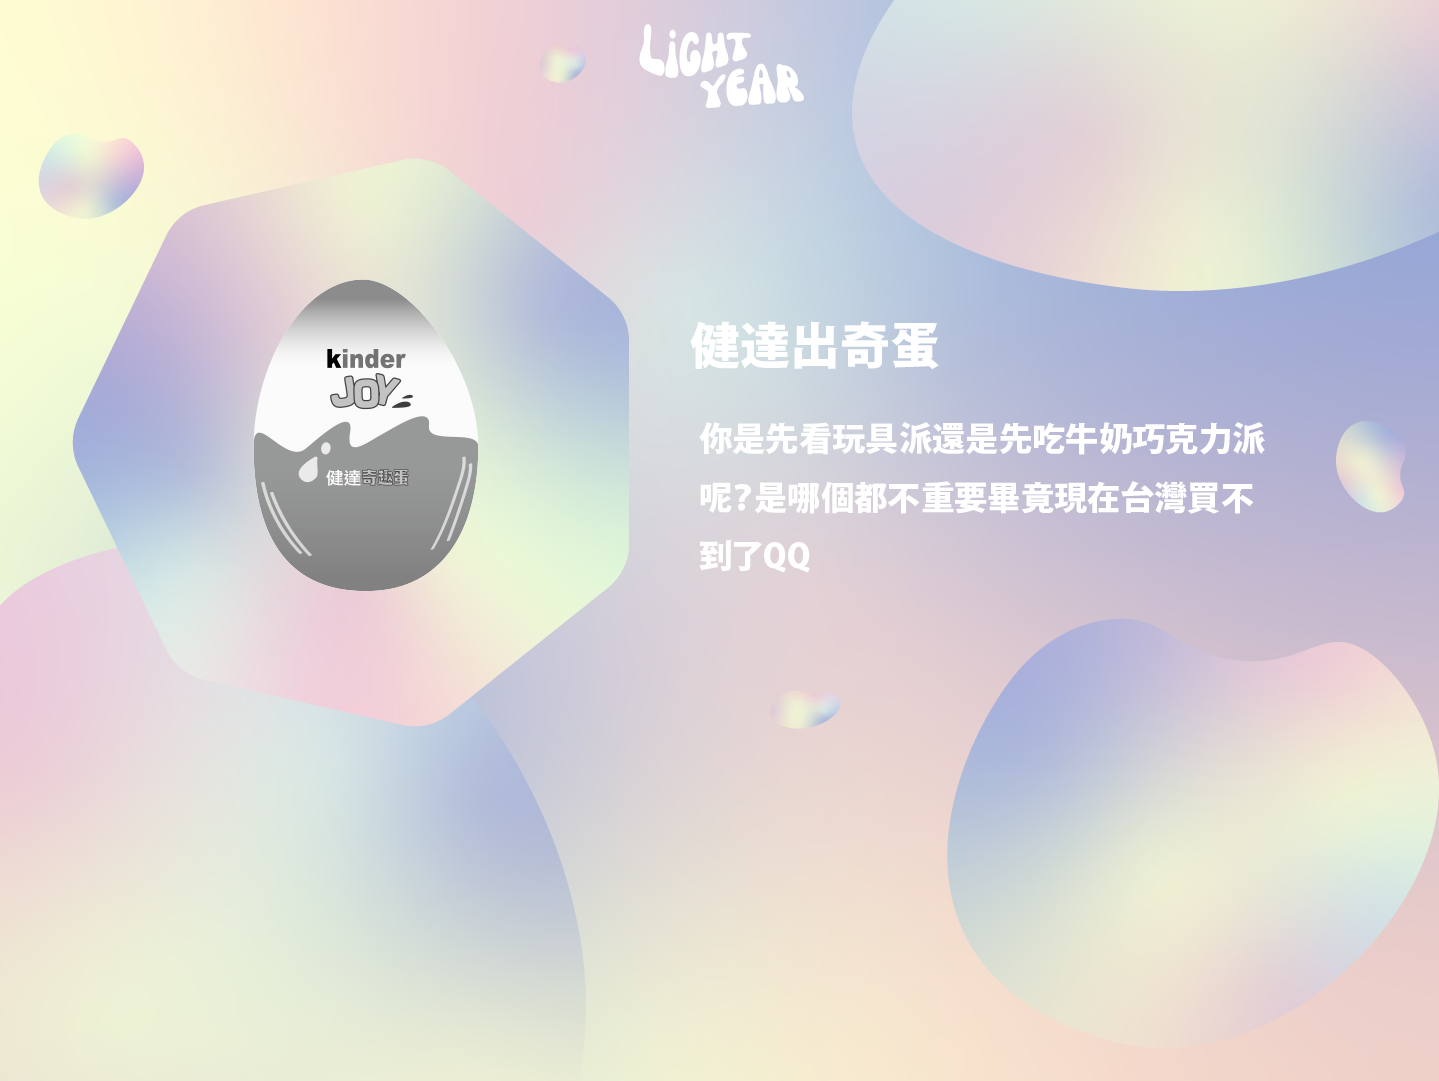 LiGHT
YEAR
kinder
JOY
健達奇趣蛋
健達出奇蛋
你是先看玩具派還是先吃牛奶巧克力派
呢？是哪個都不重要畢竟現在台灣買不
到了QQ